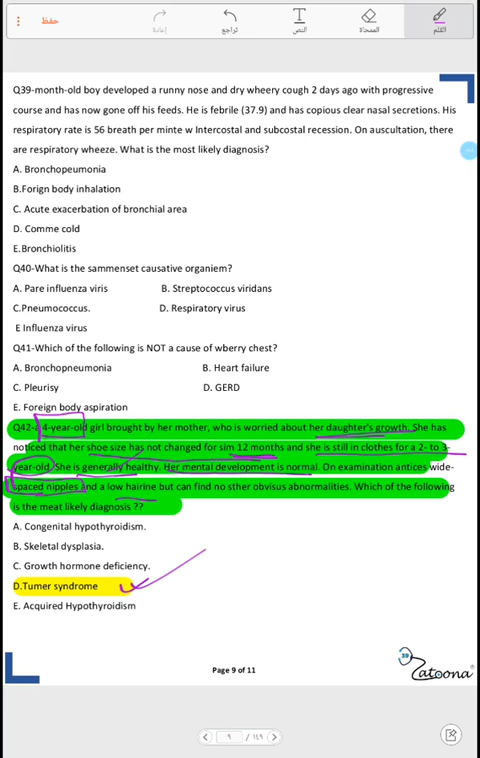 حفظ
إعادة
تراجع
النص
الممحاة
القلم
Q39-month-old boy developed a runny nose and dry wheery cough 2 days ago with progressive
course and has now gone off his feeds. He is febrile (37.9) and has copious clear nasal secretions. His
respiratory rate is 56 breath per minte w Intercostal and subcostal recession. On auscultation, there
are respiratory wheeze. What is the most likely diagnosis?
A. Bronchopeumonia
B.Forign body inhalation
C. Acute exacerbation of bronchial area
D. Comme cold
E.Bronchiolitis
Q40-What is the sammenset causative organiem?
A. Pare influenza viris B. Streptococcus viridans
C.Pneumococcus. D. Respiratory virus
E Influenza virus
Q41-Which of the following is NOT a cause of wberry chest?
A. Bronchopneumonia B. Heart failure
C. Pleurisy D. GERD
E. Foreign body aspiration
Q42-a 4-year-old girl brought by her mother, who is worried about her daughter's growth. She has
noticed that her shoe size has not changed for sim 12 months and she is still in clothes for a 2- to 3-
year-old. She is generally healthy. Her mental development is normal. On examination antices wide-
spaced nipples and a low hairine but can find no sther obvisus abnormalities. Which of the following
is the meat likely diagnosis ??
A. Congenital hypothyroidism.
B. Skeletal dysplasia.
C. Growth hormone deficiency.
D.Tumer syndrome
E. Acquired Hypothyroidism
Page 9 of 11
39
Zatoona
٩ / ١٤٩